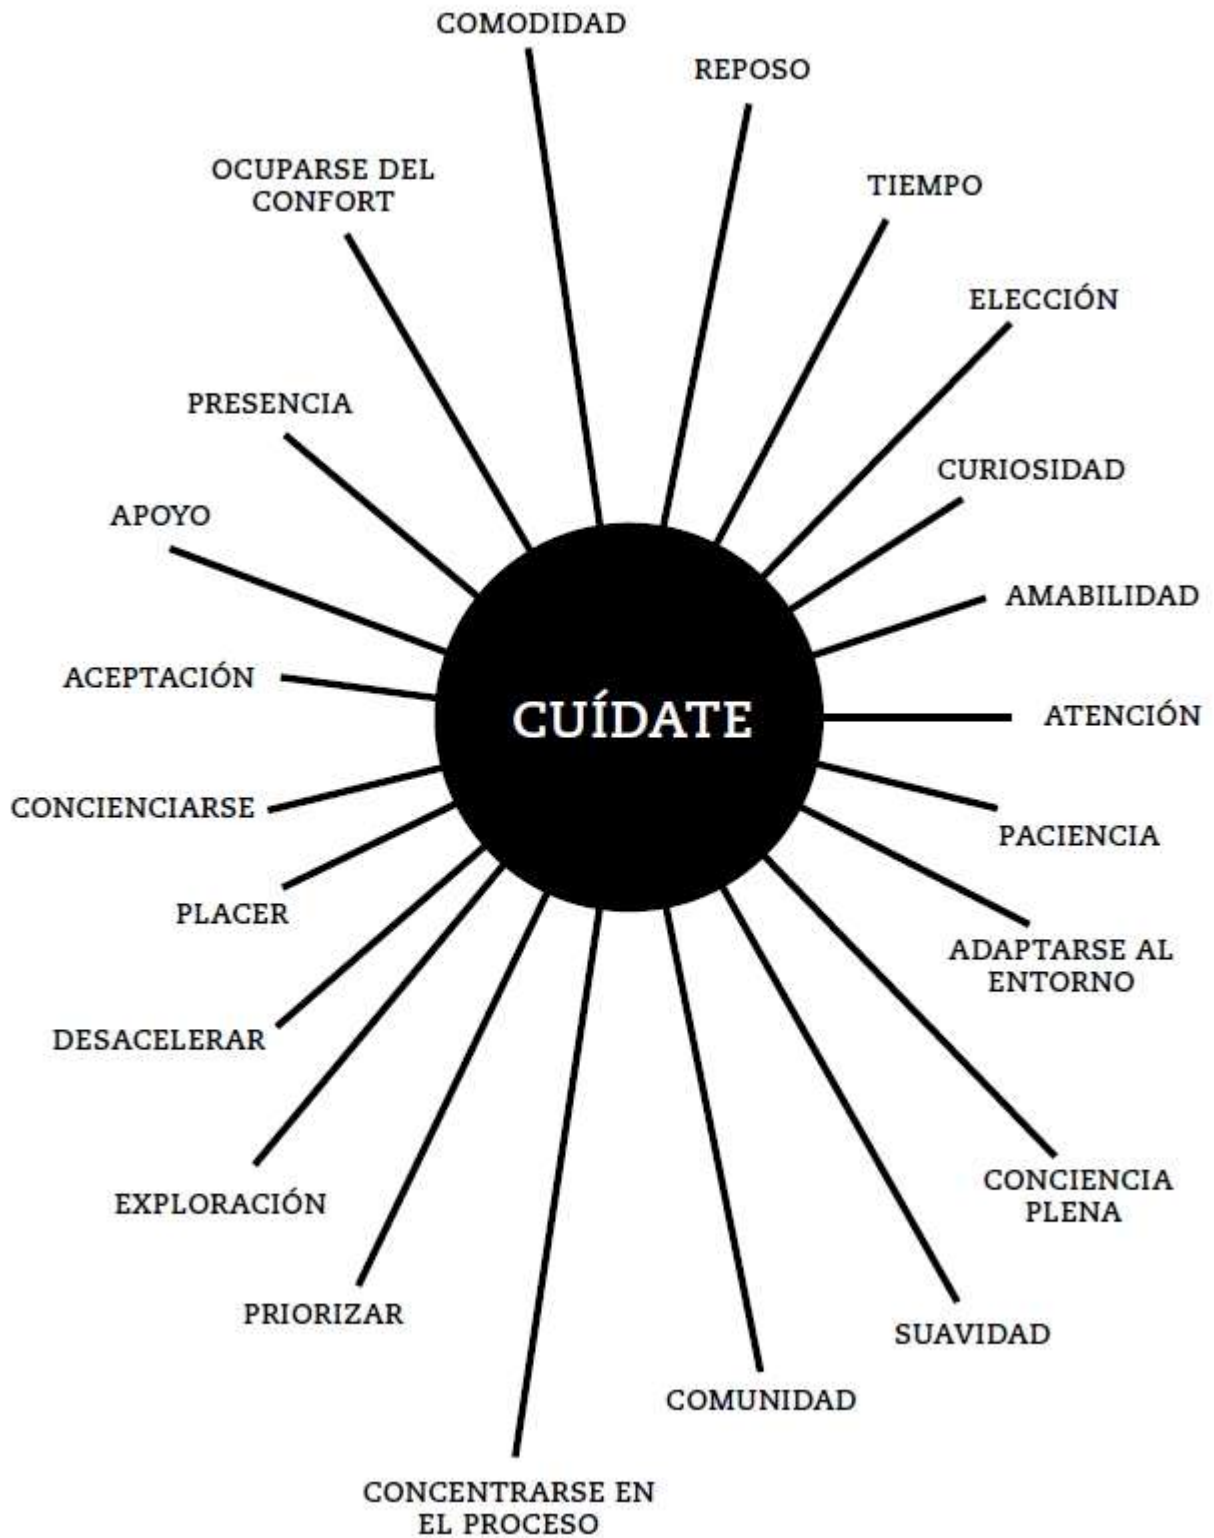 COMODIDAD
REPOSO
OCUPARSE DEL
CONFORT
TIEMPO
ELECCIÓN
PRESENCIA
CURIOSIDAD
APOYO
AMABILIDAD
ACEPTACIÓN
CUÍDATE
ATENCIÓN
CONCIENCIARSE
PACIENCIA
PLACER
ADAPTARSE AL
ENTORNO
DESACELERAR
CONCIENCIA
PLENA
EXPLORACIÓN
PRIORIZAR
SUAVIDAD
COMUNIDAD
CONCENTRARSE EN
EL PROCESO